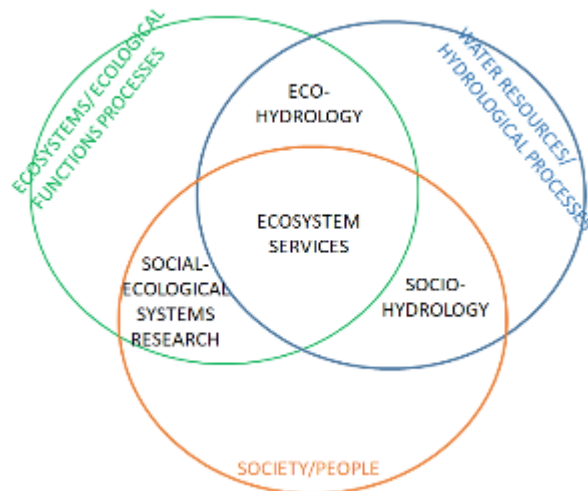 ECOSYSTEMS/ECOLOGICAL
FUNCTIONS PROCESSES
WATER RESOURCES/
HYDROLOGICAL PROCESSES
ECO-
HYDROLOGY
ECOSYSTEM
SERVICES
SOCIAL-
ECOLOGICAL
SYSTEMS
RESEARCH
SOCIO-
HYDROLOGY
SOCIETY/PEOPLE